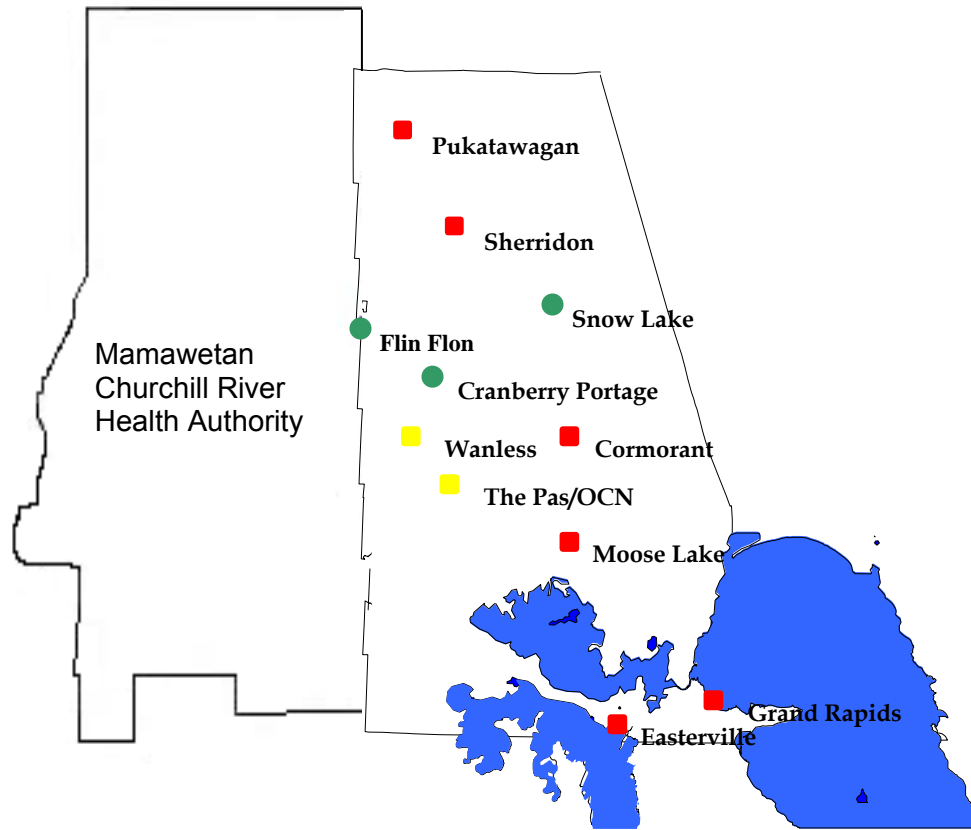 Pukatawagan
Sherridon
Snow Lake
Flin Flon
Mamawetan
Churchill River
Health Authority
Cranberry Portage
Wanless
Cormorant
The Pas/OCN
Moose Lake
Grand Rapids
Easterville